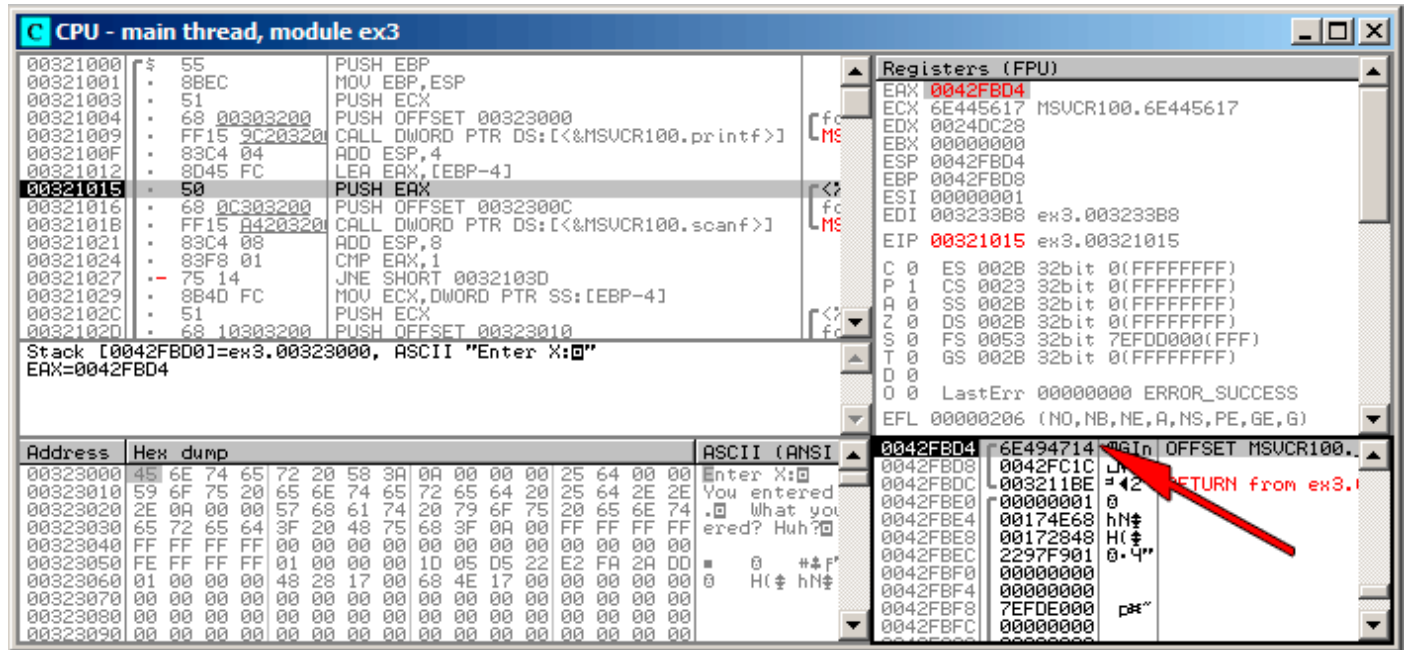 C CPU - main thread, module ex3
00321000 $ 55 PUSH EBP
00321001 · 8BEC MOV EBP,ESP
00321003 · 51 PUSH ECX
00321004 · 68 00303200 PUSH OFFSET 00323000
00321009 · FF15 9C203200 CALL DWORD PTR DS:[<&MSVCR100.printf>]
0032100F · 83C4 04 ADD ESP,4
00321012 · 8D45 FC LEA EAX,[EBP-4]
00321015 · 50 PUSH EAX
00321016 · 68 0C303200 PUSH OFFSET 0032300C
0032101B · FF15 A4203200 CALL DWORD PTR DS:[<&MSVCR100.scanf>]
00321021 · 83C4 08 ADD ESP,8
00321024 · 83F8 01 CMP EAX,1
00321027 ·- 75 14 JNE SHORT 0032103D
00321029 · 8B4D FC MOV ECX,DWORD PTR SS:[EBP-4]
0032102C · 51 PUSH ECX
0032102D · 68 10303200 PUSH OFFSET 00323010
Stack [0042FBD0]=ex3.00323000, ASCII "Enter X:◙"
EAX=0042FBD4
Registers (FPU)
EAX 0042FBD4
ECX 6E445617 MSVCR100.6E445617
EDX 0024DC28
EBX 00000000
ESP 0042FBD4
EBP 0042FBD8
ESI 00000001
EDI 003233B8 ex3.003233B8
EIP 00321015 ex3.00321015
C 0 ES 002B 32bit 0(FFFFFFFF)
P 1 CS 0023 32bit 0(FFFFFFFF)
A 0 SS 002B 32bit 0(FFFFFFFF)
Z 0 DS 002B 32bit 0(FFFFFFFF)
S 0 FS 0053 32bit 7EFDD000(FFF)
T 0 GS 002B 32bit 0(FFFFFFFF)
D 0
O 0 LastErr 00000000 ERROR_SUCCESS
EFL 00000206 (NO,NB,NE,A,NS,PE,GE,G)
Address Hex dump ASCII (ANSI
00323000 45 6E 74 65 72 20 58 3A 0A 00 00 00 25 64 00 00 Enter X:◙
00323010 59 6F 75 20 65 6E 74 65 72 65 64 20 25 64 2E 2E You entered
00323020 2E 0A 00 00 57 68 61 74 20 79 6F 75 20 65 6E 74 .◙ What you
00323030 65 72 65 64 3F 20 48 75 68 3F 0A 00 FF FF FF FF ered? Huh?◙
00323040 FF FF FF FF 00 00 00 00 00 00 00 00 00 00 00 00
00323050 FE FF FF FF 01 00 00 00 1D 05 D5 22 E2 FA 2A DD
00323060 01 00 00 00 48 28 17 00 68 4E 17 00 00 00 00 00 H(‡ hN‡
00323070 00 00 00 00 00 00 00 00 00 00 00 00 00 00 00 00
00323080 00 00 00 00 00 00 00 00 00 00 00 00 00 00 00 00
00323090 00 00 00 00 00 00 00 00 00 00 00 00 00 00 00 00
0042FBD4 6E494714 ¶GIn OFFSET MSVCR100.
0042FBD8 0042FC1C
0042FBDC 003211BE RETURN from ex3.
0042FBE0 00000001
0042FBE4 00174E68 hN‡
0042FBE8 00172848 H(‡
0042FBEC 2297F901
0042FBF0 00000000
0042FBF4 00000000
0042FBF8 7EFDE000
0042FBFC 00000000